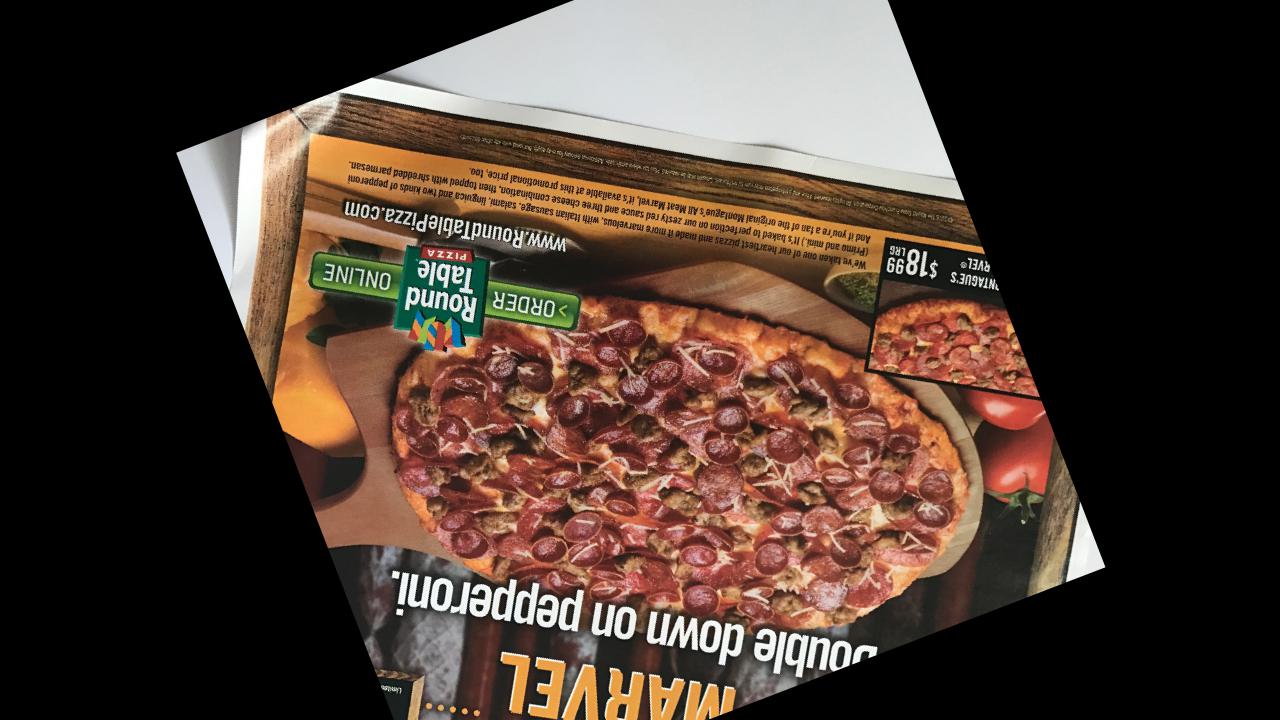 MARVEL
Double down on pepperoni.
> ORDER
Round
Table
PIZZA
ONLINE
www.RoundTablePizza.com
NTAGUE'S
RVEL®
$18 99
LRG
We've taken one of our heartiest pizzas and made it more marvelous, with Italian sausage, salami, linguica and two kinds of pepperoni
(Primo and mini.) It's baked to perfection on our zesty red sauce and three cheese combination, then topped with shredded parmesan.
And if you're a fan of the original Montague's All Meat Marvel, it's available at this promotional price, too.